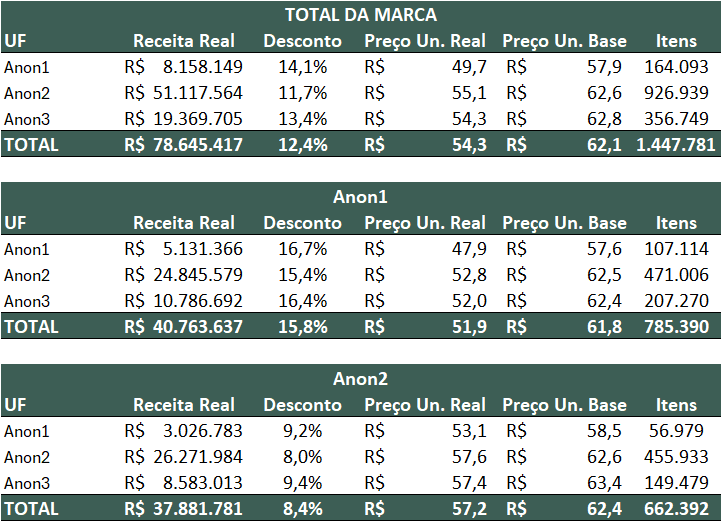 TOTAL DA MARCA
UF Receita Real Desconto Preço Un. Real Preço Un. Base Itens
Anon1 R$ 8.158.149 14,1% R$ 49,7 R$ 57,9 164.093
Anon2 R$ 51.117.564 11,7% R$ 55,1 R$ 62,6 926.939
Anon3 R$ 19.369.705 13,4% R$ 54,3 R$ 62,8 356.749
TOTAL R$ 78.645.417 12,4% R$ 54,3 R$ 62,1 1.447.781
Anon1
UF Receita Real Desconto Preço Un. Real Preço Un. Base Itens
Anon1 R$ 5.131.366 16,7% R$ 47,9 R$ 57,6 107.114
Anon2 R$ 24.845.579 15,4% R$ 52,8 R$ 62,5 471.006
Anon3 R$ 10.786.692 16,4% R$ 52,0 R$ 62,4 207.270
TOTAL R$ 40.763.637 15,8% R$ 51,9 R$ 61,8 785.390
Anon2
UF Receita Real Desconto Preço Un. Real Preço Un. Base Itens
Anon1 R$ 3.026.783 9,2% R$ 53,1 R$ 58,5 56.979
Anon2 R$ 26.271.984 8,0% R$ 57,6 R$ 62,6 455.933
Anon3 R$ 8.583.013 9,4% R$ 57,4 R$ 63,4 149.479
TOTAL R$ 37.881.781 8,4% R$ 57,2 R$ 62,4 662.392